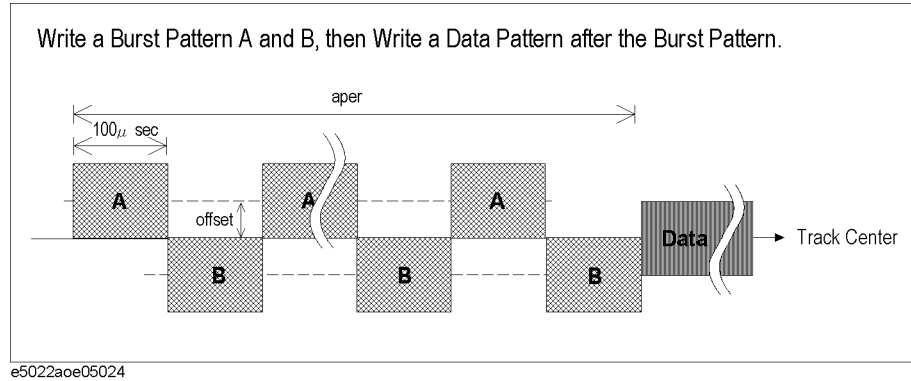 Write a Burst Pattern A and B, then Write a Data Pattern after the Burst Pattern.
aper
100μ sec
A A A
offset
Data
Track Center
B B B
e5022aoe05024